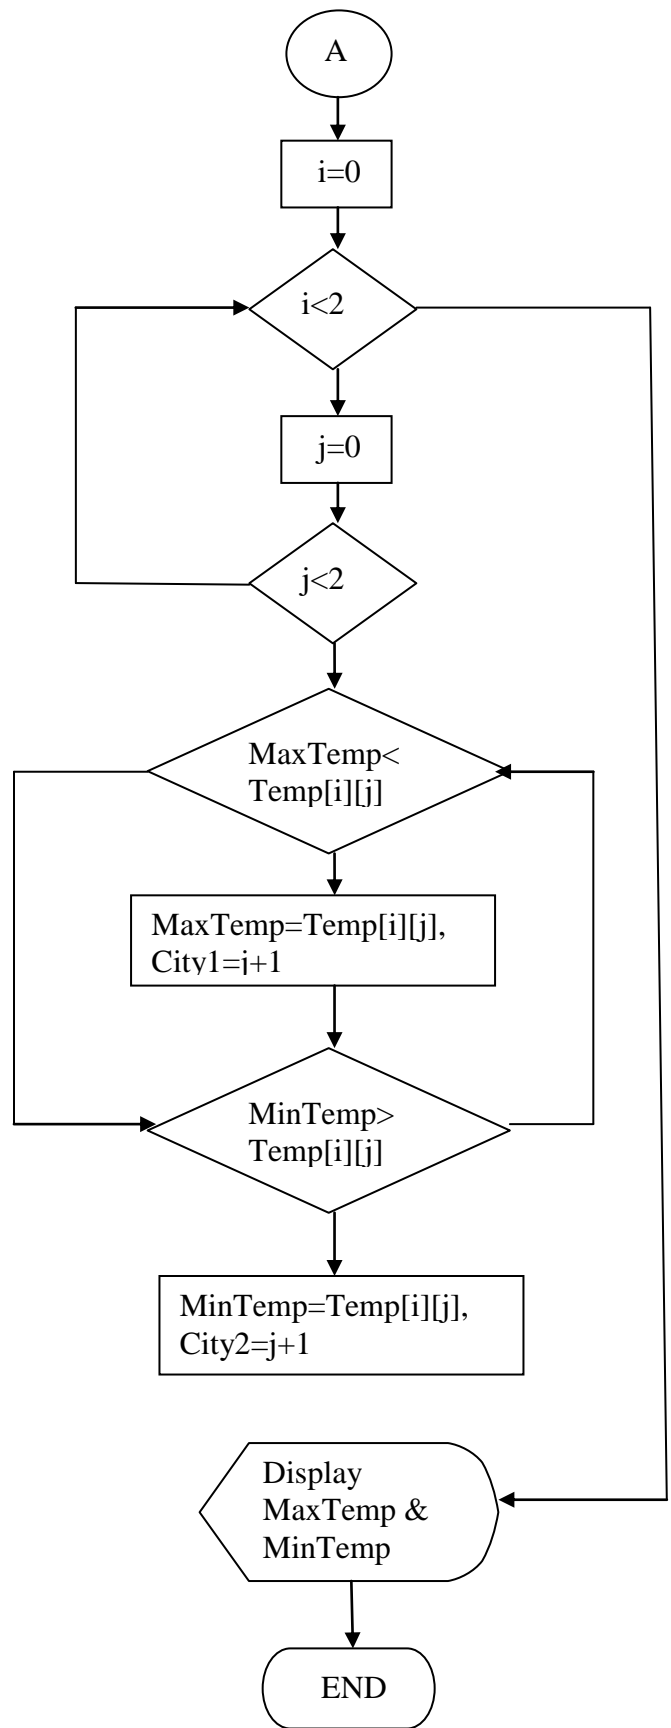 A
i=0
i<2
j=0
j<2
MaxTemp<
Temp[i][j]
MaxTemp=Temp[i][j],
City1=j+1
MinTemp>
Temp[i][j]
MinTemp=Temp[i][j],
City2=j+1
Display
MaxTemp &
MinTemp
END